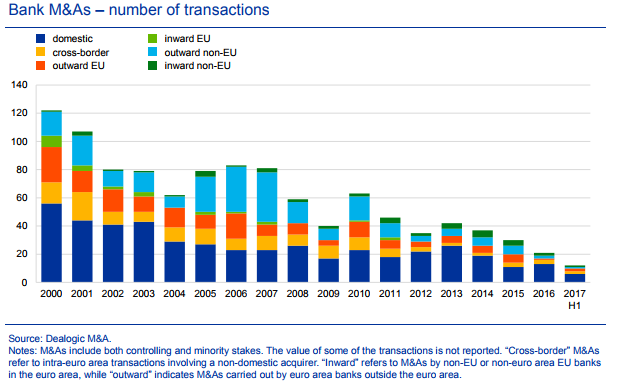 Bank M&As – number of transactions
domestic
inward EU
cross-border
outward non-EU
outward EU
inward non-EU
140
120
100
80
60
40
20
0
2000 2001 2002 2003 2004 2005 2006 2007 2008 2009 2010 2011 2012 2013 2014 2015 2016 2017
H1
Source: Dealogic M&A.
Notes: M&As include both controlling and minority stakes. The value of some of the transactions is not reported. “Cross-border” M&As
refer to intra-euro area transactions involving a non-domestic acquirer. “Inward” refers to M&As by non-EU or non-euro area EU banks
in the euro area, while “outward” indicates M&As carried out by euro area banks outside the euro area.